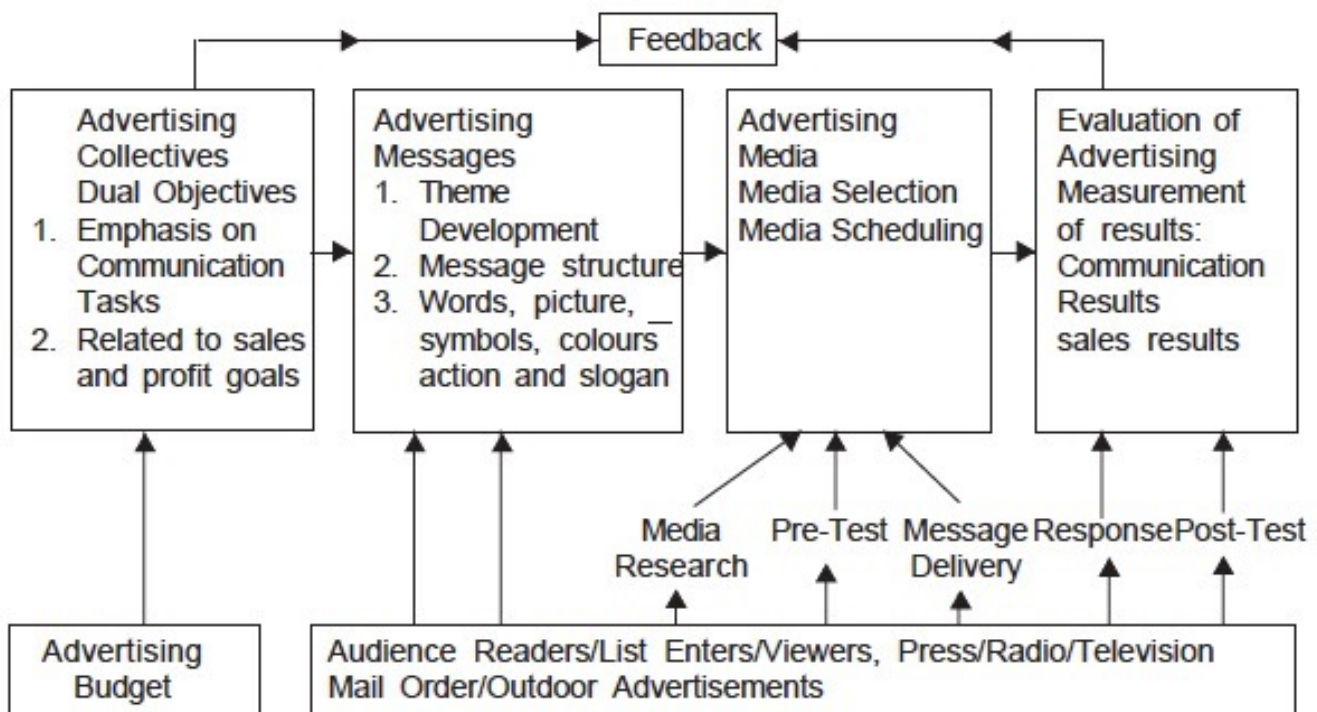 Feedback
Advertising
Collectives
Dual Objectives
1. Emphasis on
Communication
Tasks
2. Related to sales
and profit goals
Advertising
Messages
1. Theme
Development
2. Message structure
3. Words, picture, _
symbols, colours
action and slogan
Advertising
Media
Media Selection
Media Scheduling
Evaluation of
Advertising
Measurement
of results:
Communication
Results
sales results
Media
Research
Pre-Test
Message
Delivery
Response
Post-Test
Advertising
Budget
Audience Readers/List Enters/Viewers, Press/Radio/Television
Mail Order/Outdoor Advertisements